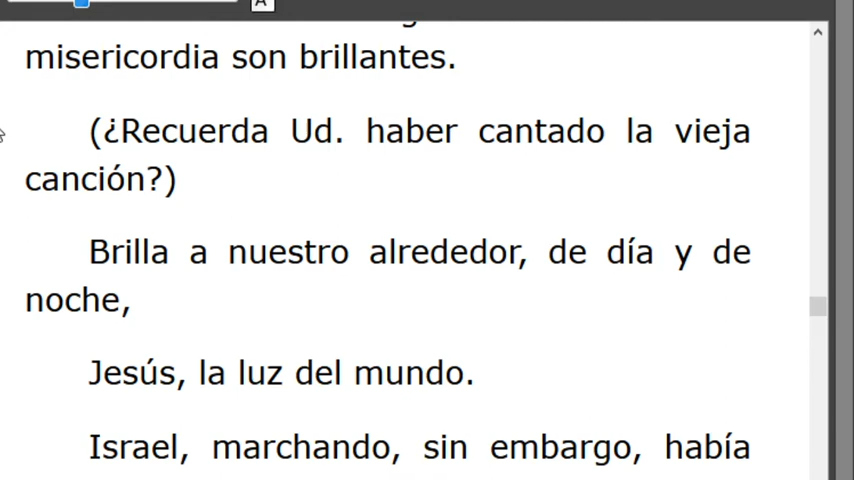 misericordia son brillantes.
(¿Recuerda Ud. haber cantado la vieja
canción?)
Brilla a nuestro alrededor, de día y de
noche,
Jesús, la luz del mundo.
Israel, marchando, sin embargo, había